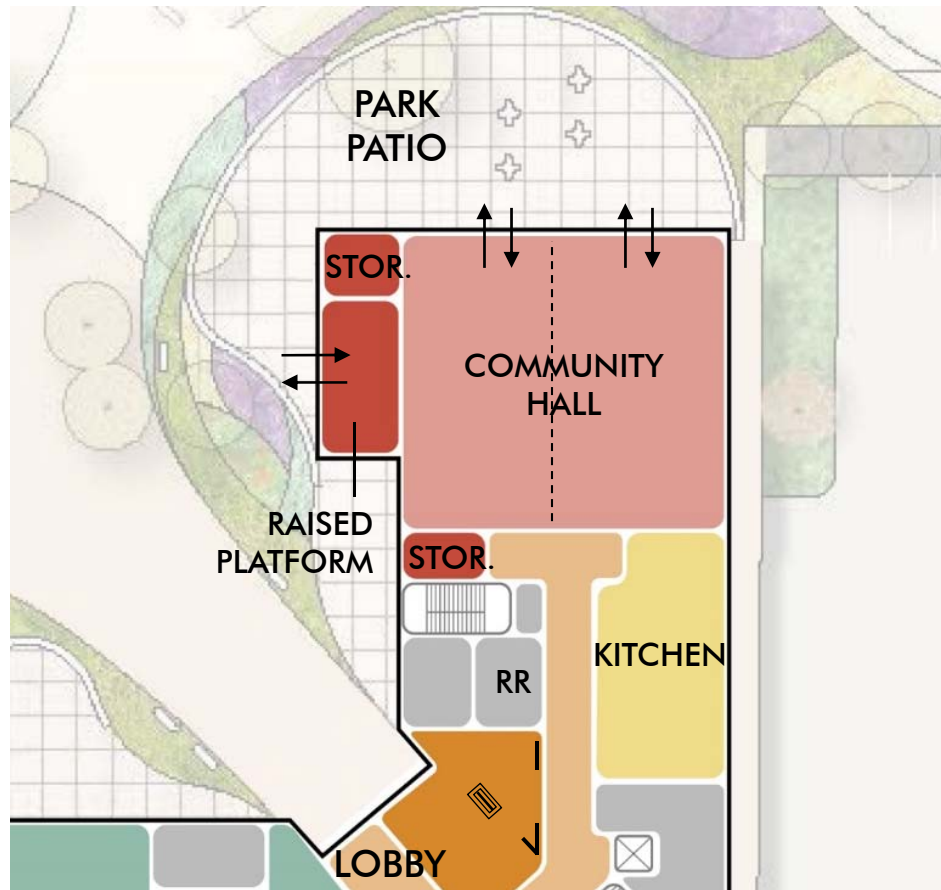 PARK
PATIO
STOR.
COMMUNITY
HALL
RAISED
PLATFORM
STOR.
KITCHEN
RR
LOBBY